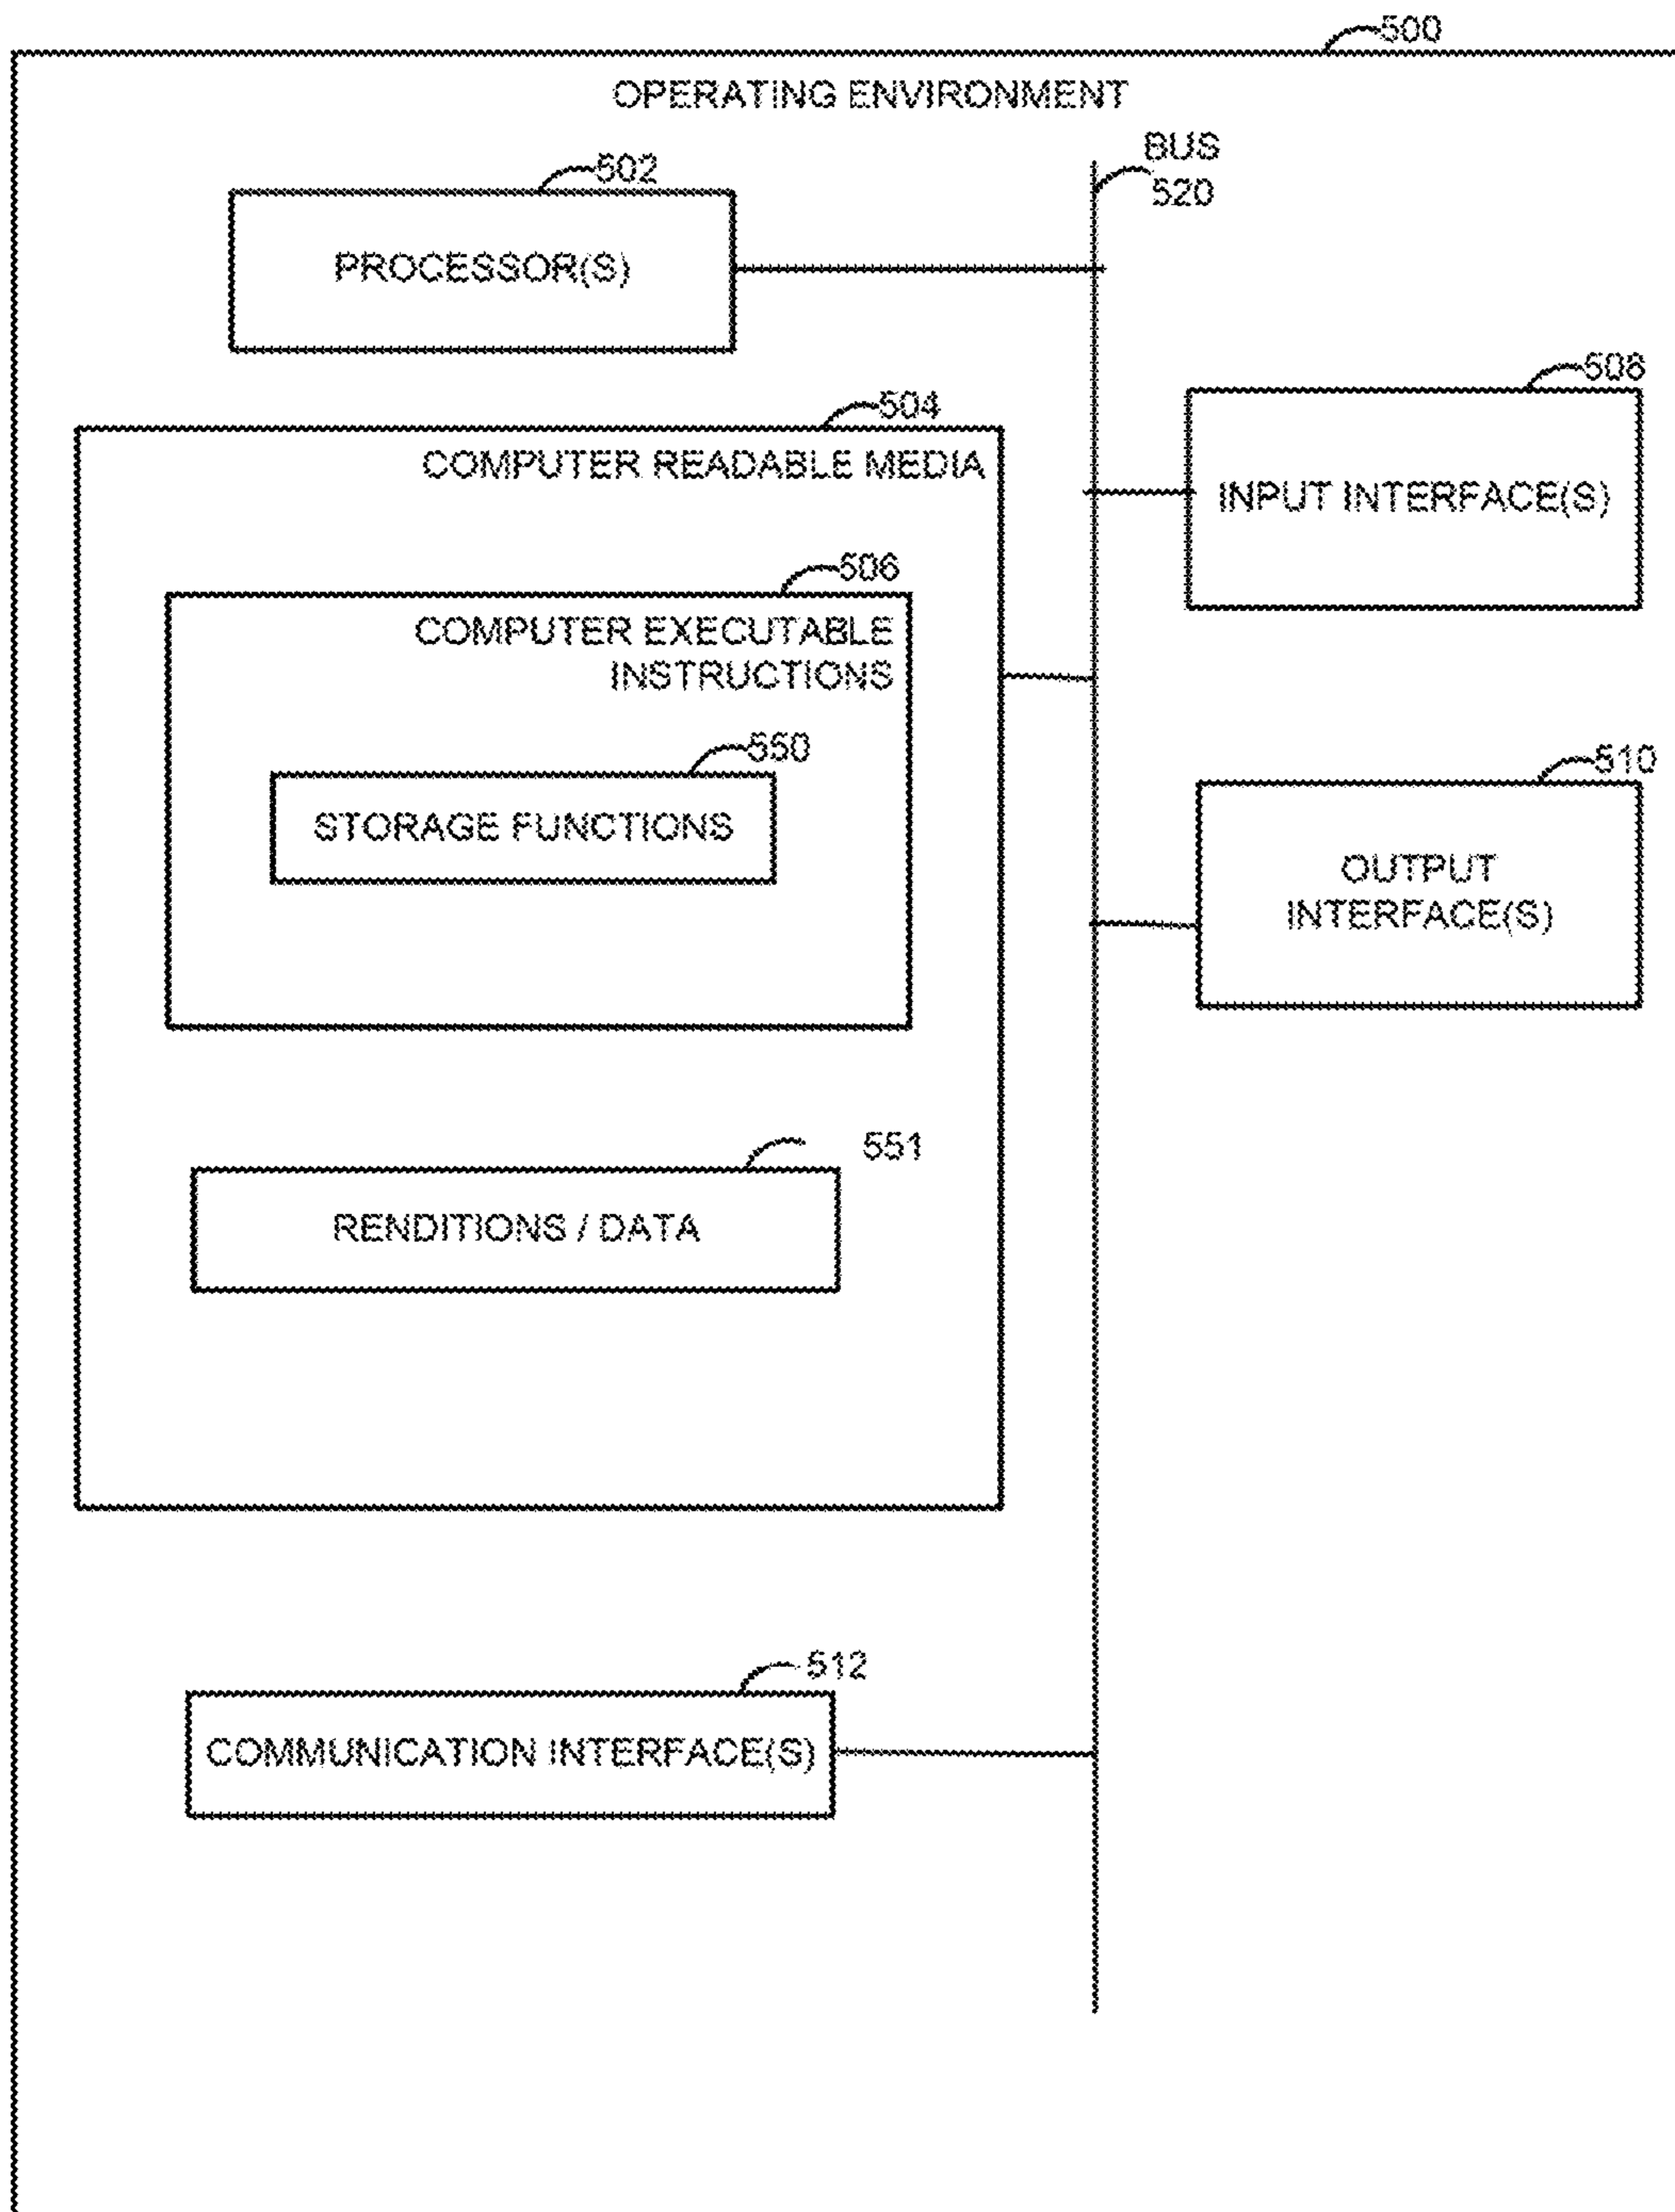 500
OPERATING ENVIRONMENT
BUS
520
502
PROCESSOR(S)
508
INPUT INTERFACE(S)
504
COMPUTER READABLE MEDIA
506
COMPUTER EXECUTABLE
INSTRUCTIONS
550
STORAGE FUNCTIONS
510
OUTPUT
INTERFACE(S)
551
RENDITIONS / DATA
512
COMMUNICATION INTERFACE(S)